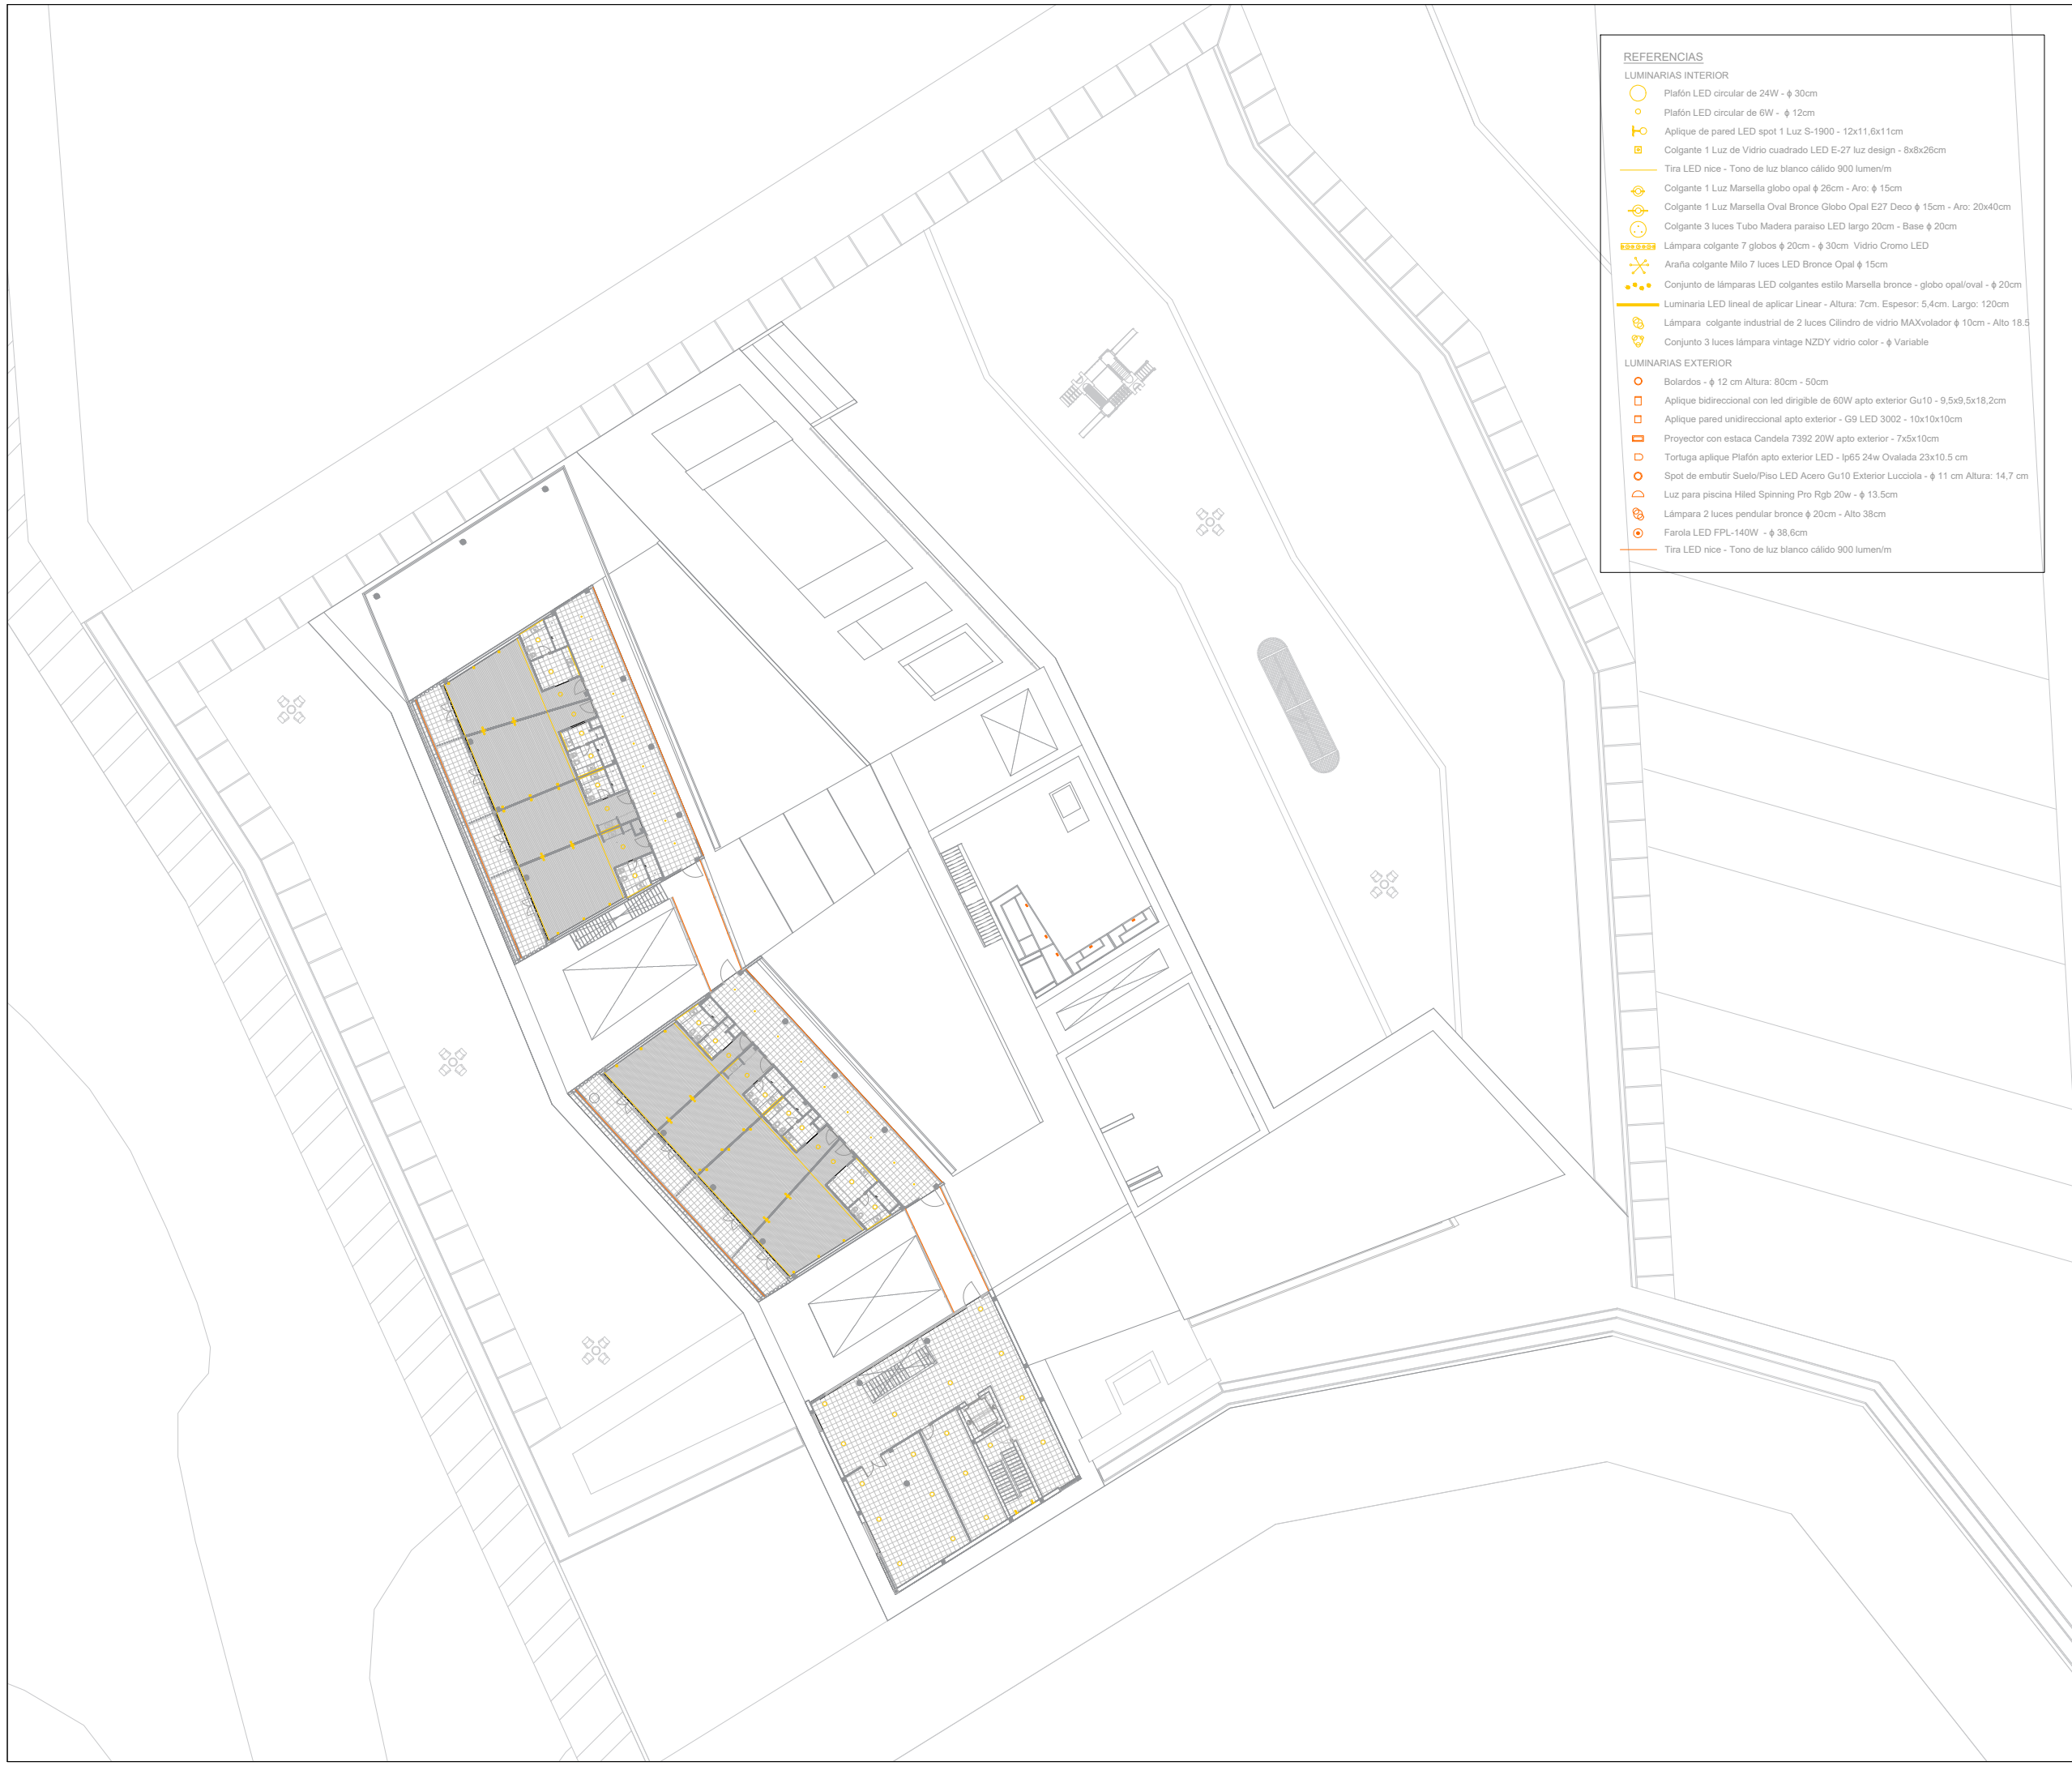 REFERENCIAS
LUMINARIAS INTERIOR
Plafón LED circular de 24W - ϕ 30cm
Plafón LED circular de 6W - ϕ 12cm
Aplique de pared LED spot 1 Luz S-1900 - 12x11,6x11cm
Colgante 1 Luz de Vidrio cuadrado LED E-27 luz design - 8x8x26cm
Tira LED nice - Tono de luz blanco cálido 900 lumen/m
Colgante 1 Luz Marsella globo opal ϕ 26cm - Aro: ϕ 15cm
Colgante 1 Luz Marsella Oval Bronce Globo Opal E27 Deco ϕ 15cm - Aro: 20x40cm
Colgante 3 luces Tubo Madera paraiso LED largo 20cm - Base ϕ 20cm
Lámpara colgante 7 globos ϕ 20cm - ϕ 30cm Vidrio Cromo LED
Araña colgante Milo 7 luces LED Bronce Opal ϕ 15cm
Conjunto de lámparas LED colgantes estilo Marsella bronce - globo opal/oval - ϕ 20cm
Luminaria LED lineal de aplicar Linear - Altura: 7cm. Espesor: 5,4cm. Largo: 120cm
Lámpara colgante industrial de 2 luces Cilindro de vidrio MAXvolador ϕ 10cm - Alto 18.5
Conjunto 3 luces lámpara vintage NZDY vidrio color - ϕ Variable
LUMINARIAS EXTERIOR
Bolardos - ϕ 12 cm Altura: 80cm - 50cm
Aplique bidireccional con led dirigible de 60W apto exterior Gu10 - 9,5x9,5x18,2cm
Aplique pared unidireccional apto exterior - G9 LED 3002 - 10x10x10cm
Proyector con estaca Candela 7392 20W apto exterior - 7x5x10cm
Tortuga aplique Plafón apto exterior LED - Ip65 24w Ovalada 23x10.5 cm
Spot de embutir Suelo/Piso LED Acero Gu10 Exterior Lucciola - ϕ 11 cm Altura: 14,7 cm
Luz para piscina Hiled Spinning Pro Rgb 20w - ϕ 13.5cm
Lámpara 2 luces pendular bronce ϕ 20cm - Alto 38cm
Farola LED FPL-140W - ϕ 38,6cm
Tira LED nice - Tono de luz blanco cálido 900 lumen/m